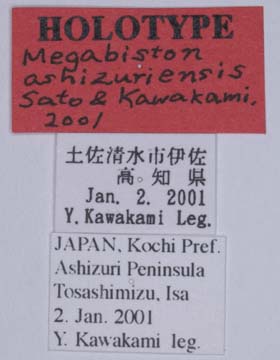 HOLOTYPE
Megabiston
ashizuriensis
Sato & Kawakami,
2001
土佐清水市伊佐
高知県
Jan. 2. 2001
Y. Kawakami Leg.
JAPAN, Kochi Pref.
Ashizuri Peninsula
Tosashimizu, Isa
2. Jan. 2001
Y. Kawakami leg.